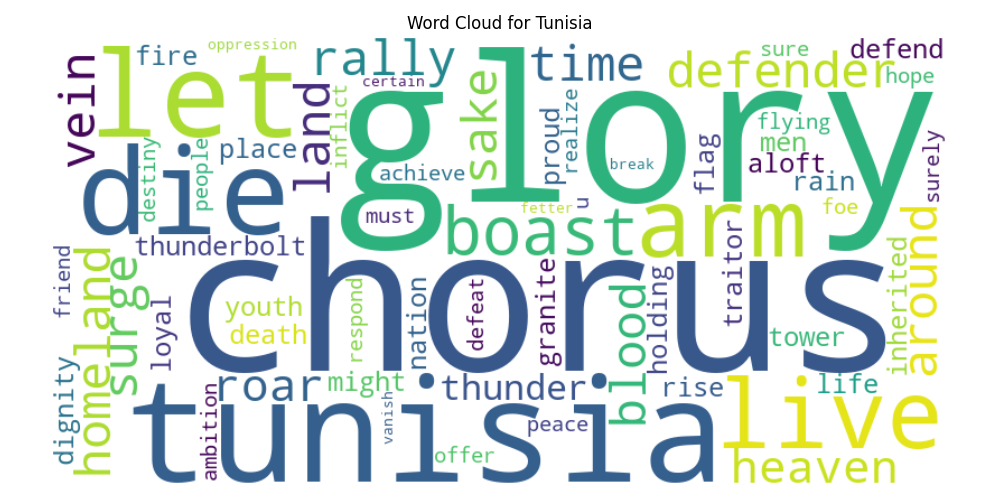 Word Cloud for Tunisia
oppression
fire
rally
time
sure
defend
let
glory
defender
hope
vein
certain
land
inflict
sake
proud
realize
flying
men
die
destiny
people
place
achieve
break
flag
aloft
rain
surely
must
fetter
u
foe
boast
arm
thunderbolt
chorus
friend
homeland
surge
loyal
youth
death
respond
nation
defeat
granite
blood
holding
traitor
tower
inherited
around
dignity
roar
might
thunder
rise
life
live
ambition
tunisia
vanish
peace
offer
heaven